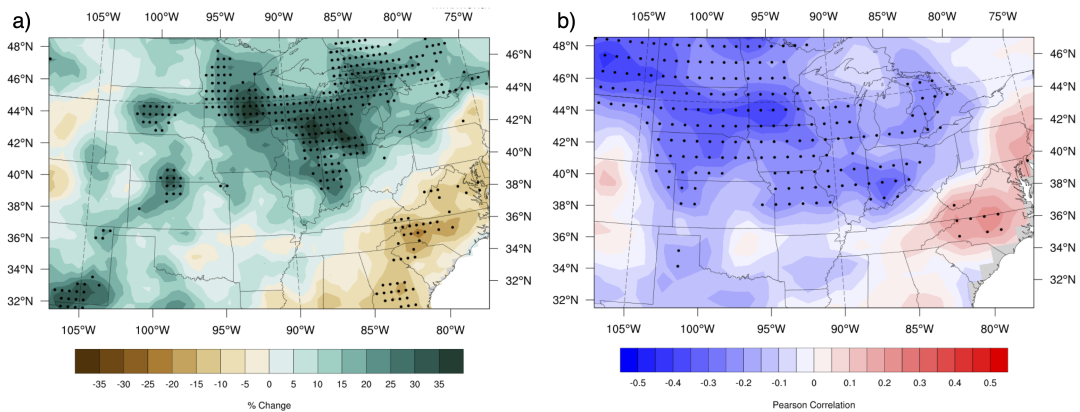 a)
105°W 100°W 95°W 90°W 85°W 80°W 75°W
48°N
46°N
44°N
42°N
40°N
38°N
36°N
34°N
32°N
46°N
44°N
42°N
40°N
38°N
36°N
34°N
32°N
105°W 100°W 95°W 90°W 85°W 80°W
-35 -30 -25 -20 -15 -10 -5 0 5 10 15 20 25 30 35
% Change
b)
105°W 100°W 95°W 90°W 85°W 80°W 75°W
48°N
46°N
44°N
42°N
40°N
38°N
36°N
34°N
32°N
46°N
44°N
42°N
40°N
38°N
36°N
34°N
32°N
105°W 100°W 95°W 90°W 85°W 80°W
-0.5 -0.4 -0.3 -0.2 -0.1 0 0.1 0.2 0.3 0.4 0.5
Pearson Correlation